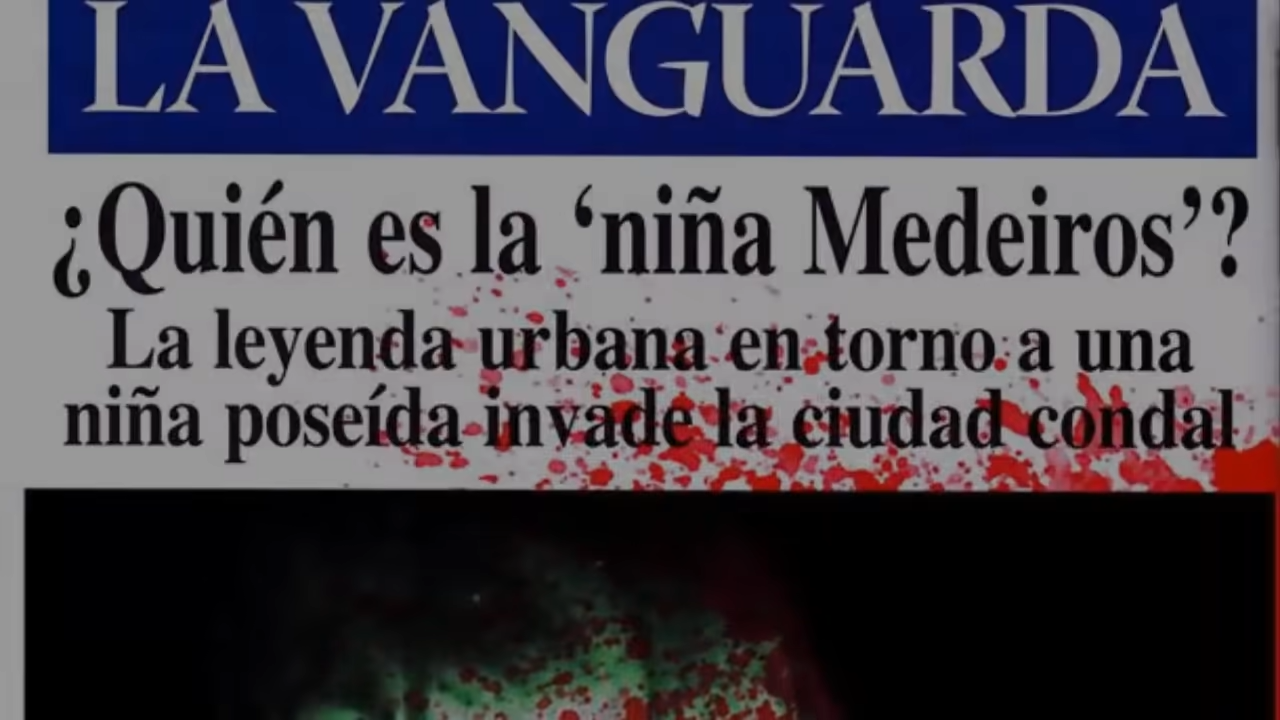 LA VANGUARDA
¿Quién es la ‘niña Medeiros’?
La leyenda urbana en torno a una
niña poseída invade la ciudad condal